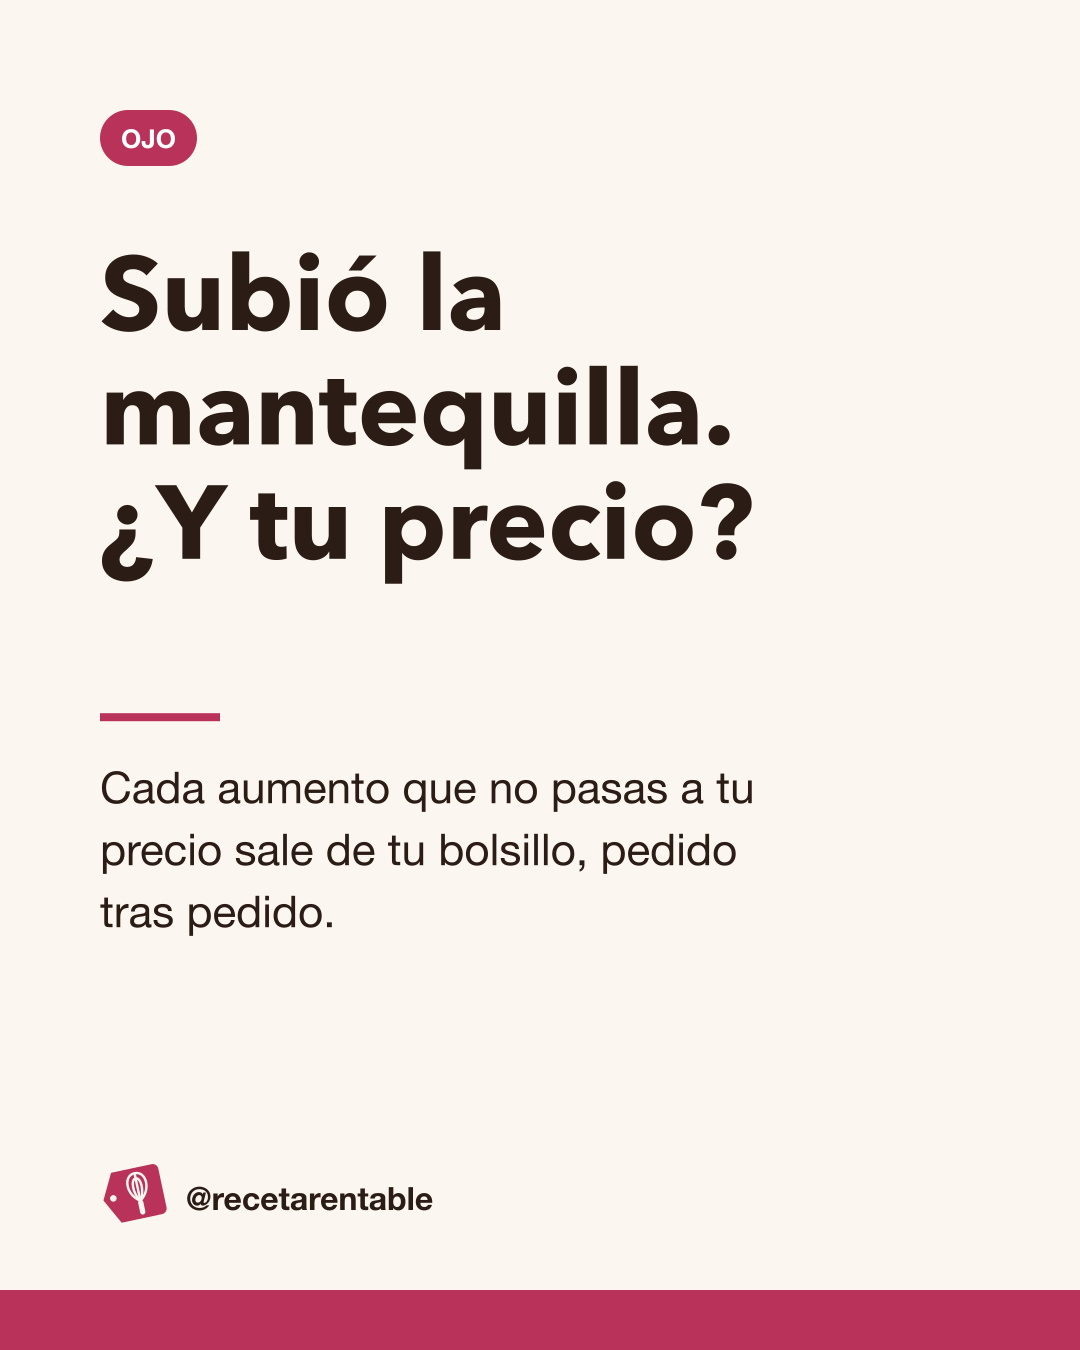 OJO
Subió la
mantequilla.
¿Y tu precio?
Cada aumento que no pasas a tu
precio sale de tu bolsillo, pedido
tras pedido.
@recetarentable